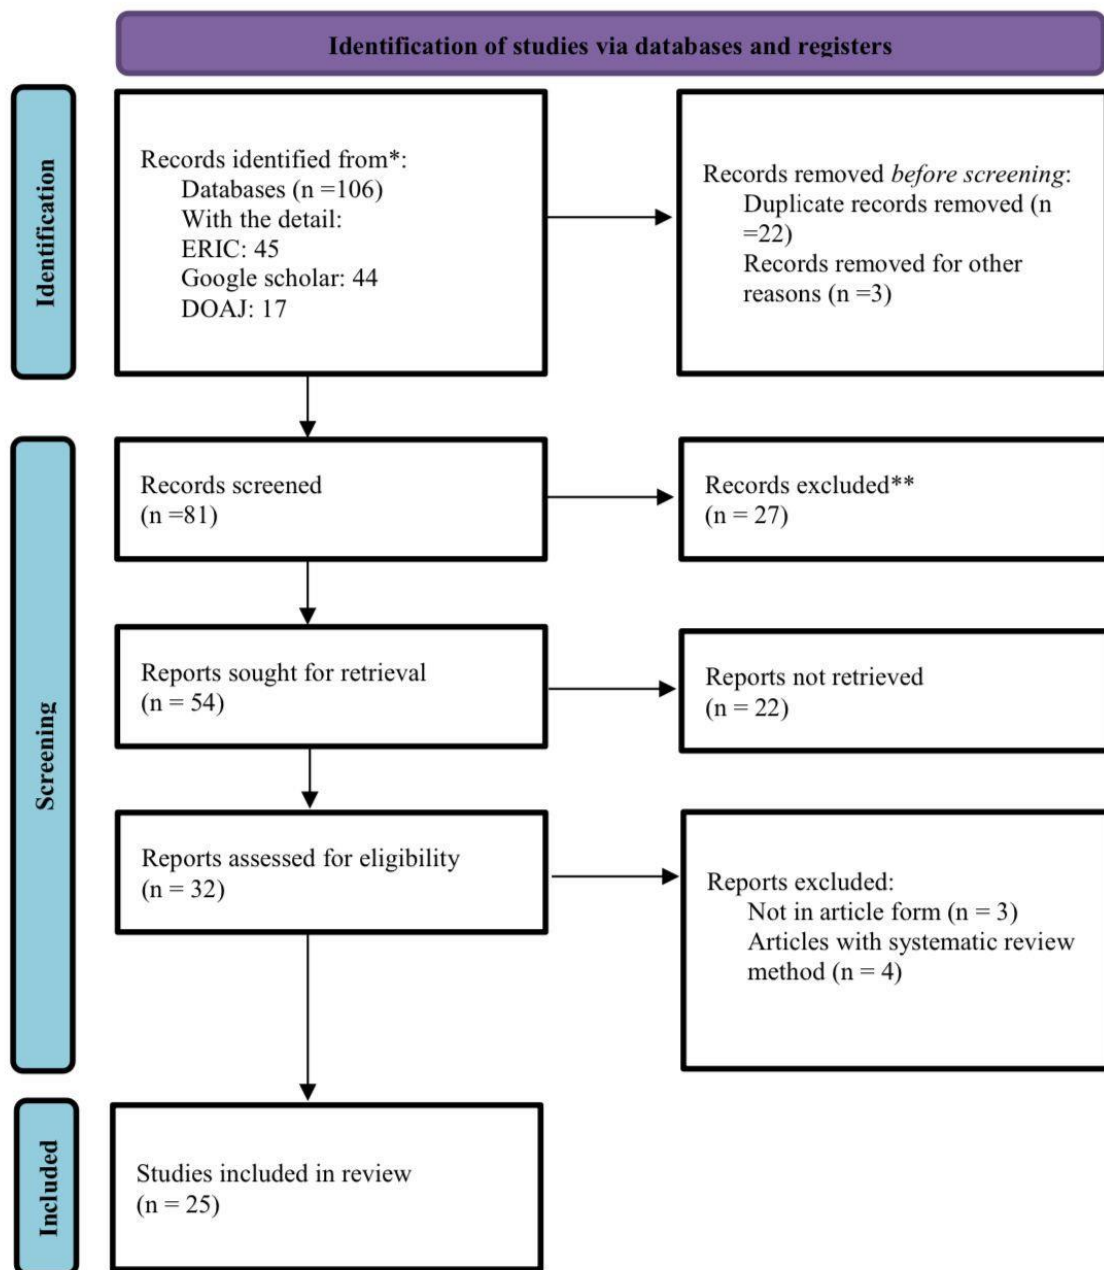 Identification of studies via databases and registers
Identification
Records identified from*:
Databases (n =106)
With the detail:
ERIC: 45
Google scholar: 44
DOAJ: 17
Records removed before screening:
Duplicate records removed (n
=22)
Records removed for other
reasons (n =3)
Screening
Records screened
(n =81)
Records excluded**
(n = 27)
Reports sought for retrieval
(n = 54)
Reports not retrieved
(n = 22)
Reports assessed for eligibility
(n = 32)
Reports excluded:
Not in article form (n = 3)
Articles with systematic review
method (n = 4)
Included
Studies included in review
(n = 25)